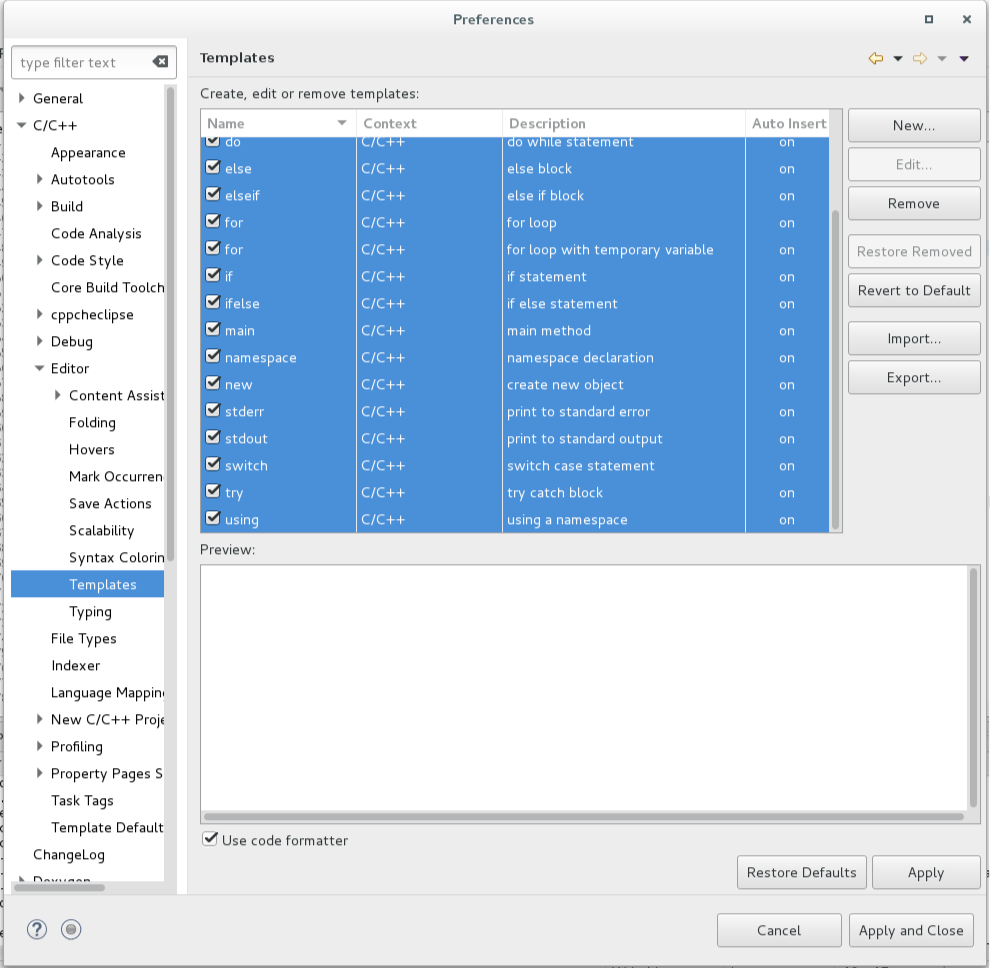 Preferences
type filter text
General
C/C++
Appearance
Autotools
Build
Code Analysis
Code Style
Core Build Toolch
cppcheclipse
Debug
Editor
Content Assist
Folding
Hovers
Mark Occurren
Save Actions
Scalability
Syntax Colorin
Templates
Typing
File Types
Indexer
Language Mapping
New C/C++ Proje
Profiling
Property Pages S
Task Tags
Template Default
ChangeLog
Doxygen
Templates
Create, edit or remove templates:
Name Context Description Auto Insert
do C/C++ do while statement on
else C/C++ else block on
elseif C/C++ else if block on
for C/C++ for loop on
for C/C++ for loop with temporary variable on
if C/C++ if statement on
ifelse C/C++ if else statement on
main C/C++ main method on
namespace C/C++ namespace declaration on
new C/C++ create new object on
stderr C/C++ print to standard error on
stdout C/C++ print to standard output on
switch C/C++ switch case statement on
try C/C++ try catch block on
using C/C++ using a namespace on
New...
Edit...
Remove
Restore Removed
Revert to Default
Import...
Export...
Preview:
Use code formatter
Restore Defaults Apply
? Cancel Apply and Close